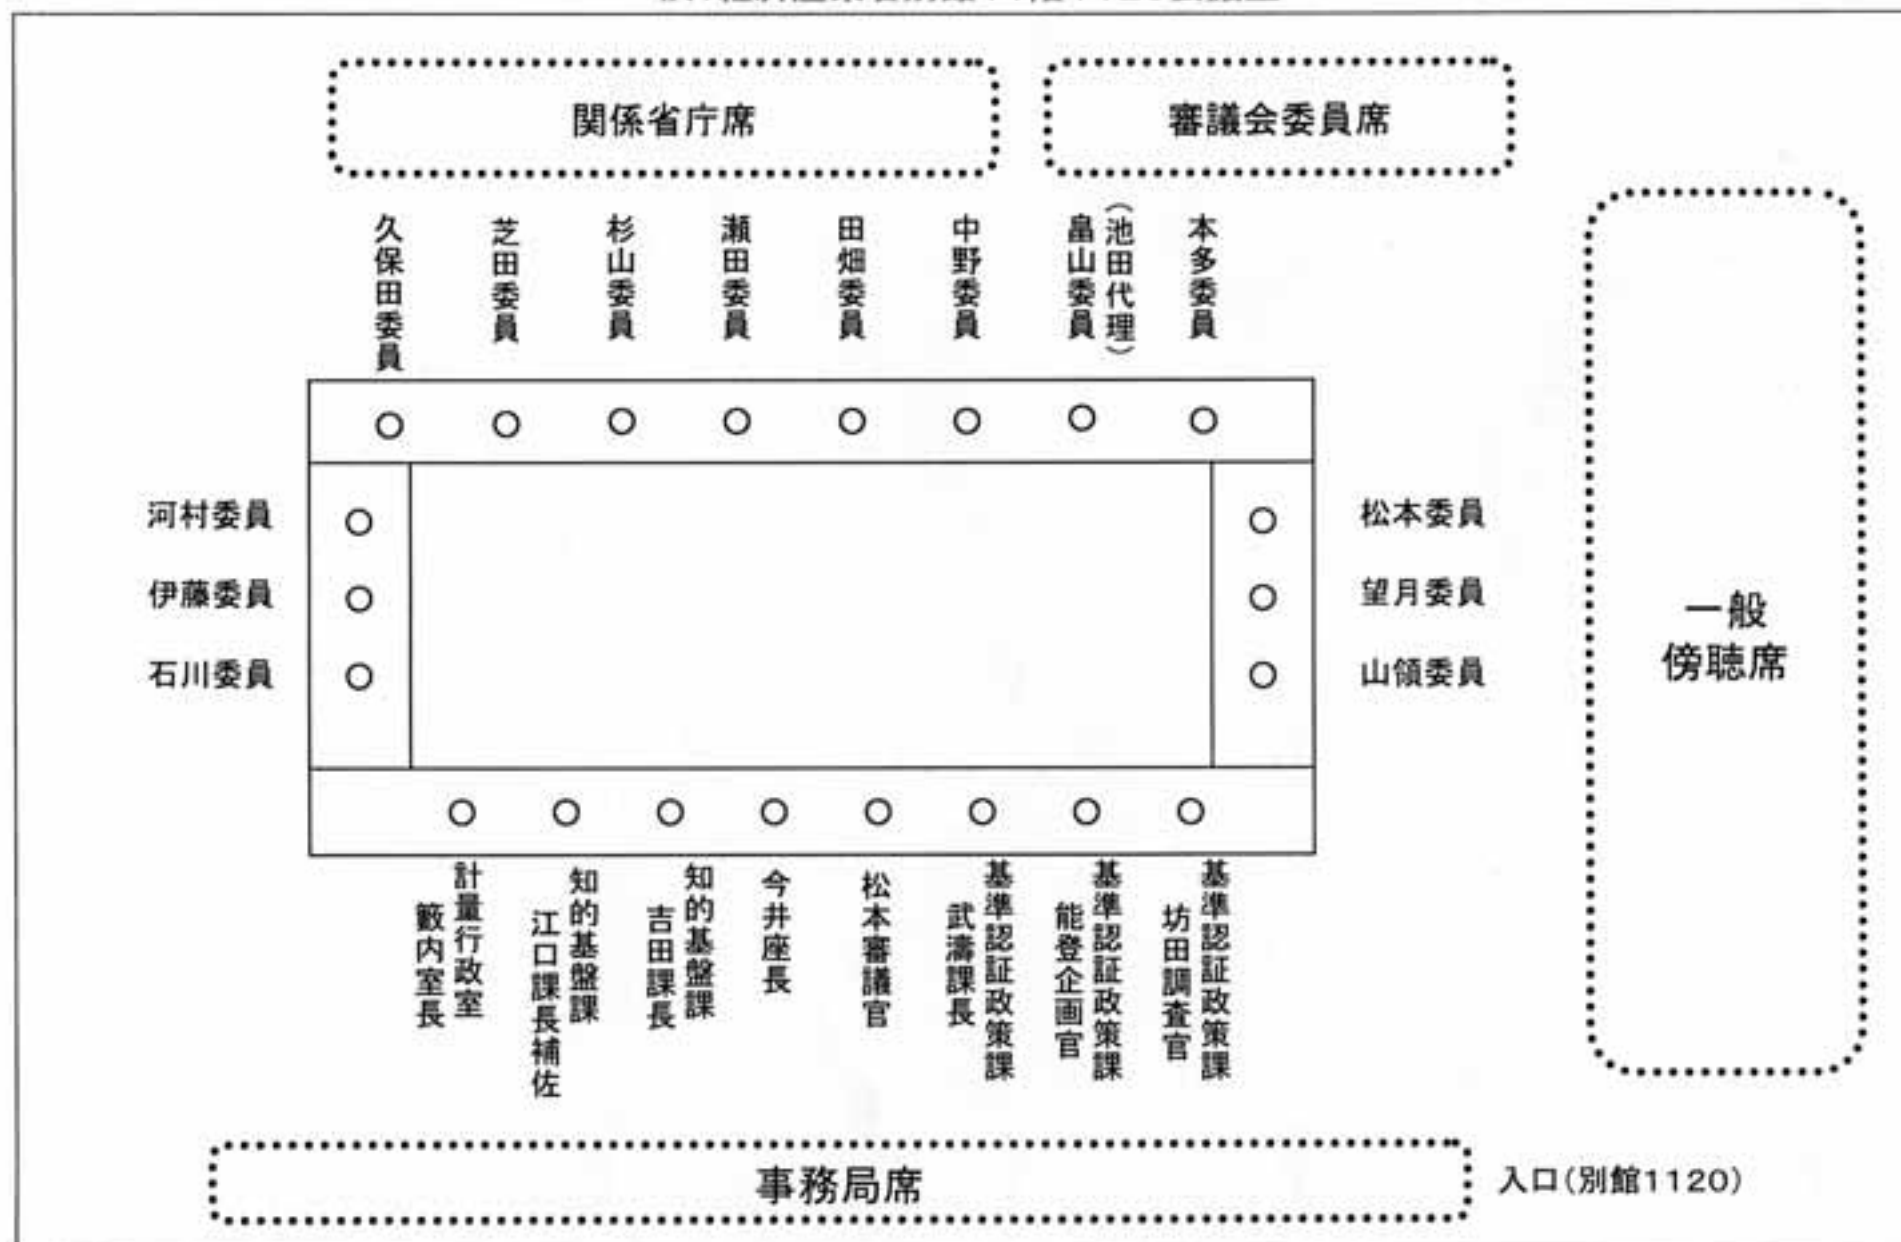 関係省庁席
審議会委員席
久保田委員
芝田委員
杉山委員
瀬田委員
田畑委員
中野委員
畠山委員
(池田代理)
本多委員
河村委員
伊藤委員
石川委員
松本委員
望月委員
山領委員
一般
傍聴席
計量行政室
籔内室長
知的基盤課
江口課長補佐
知的基盤課
吉田課長
今井座長
松本審議官
基準認証政策課
武濤課長
基準認証政策課
能登企画官
基準認証政策課
坊田調査官
事務局席
入口(別館1120)